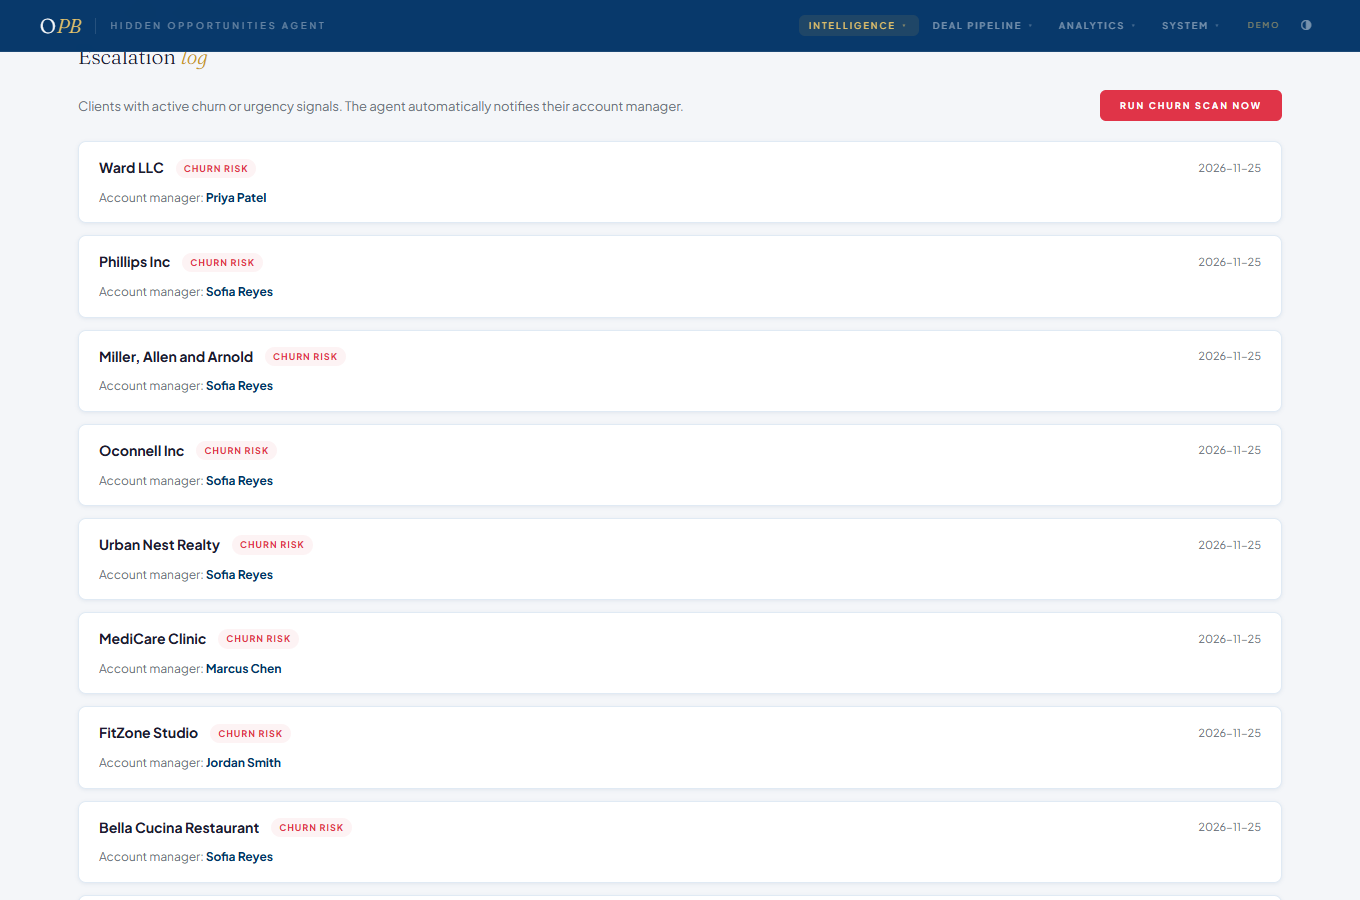 OPB HIDDEN OPPORTUNITIES AGENT INTELLIGENCE DEAL PIPELINE ANALYTICS SYSTEM DEMO
Escalation log
Clients with active churn or urgency signals. The agent automatically notifies their account manager. RUN CHURN SCAN NOW
Ward LLC CHURN RISK 2026-11-25
Account manager: Priya Patel
Phillips Inc CHURN RISK 2026-11-25
Account manager: Sofia Reyes
Miller, Allen and Arnold CHURN RISK 2026-11-25
Account manager: Sofia Reyes
Oconnell Inc CHURN RISK 2026-11-25
Account manager: Sofia Reyes
Urban Nest Realty CHURN RISK 2026-11-25
Account manager: Sofia Reyes
MediCare Clinic CHURN RISK 2026-11-25
Account manager: Marcus Chen
FitZone Studio CHURN RISK 2026-11-25
Account manager: Jordan Smith
Bella Cucina Restaurant CHURN RISK 2026-11-25
Account manager: Sofia Reyes